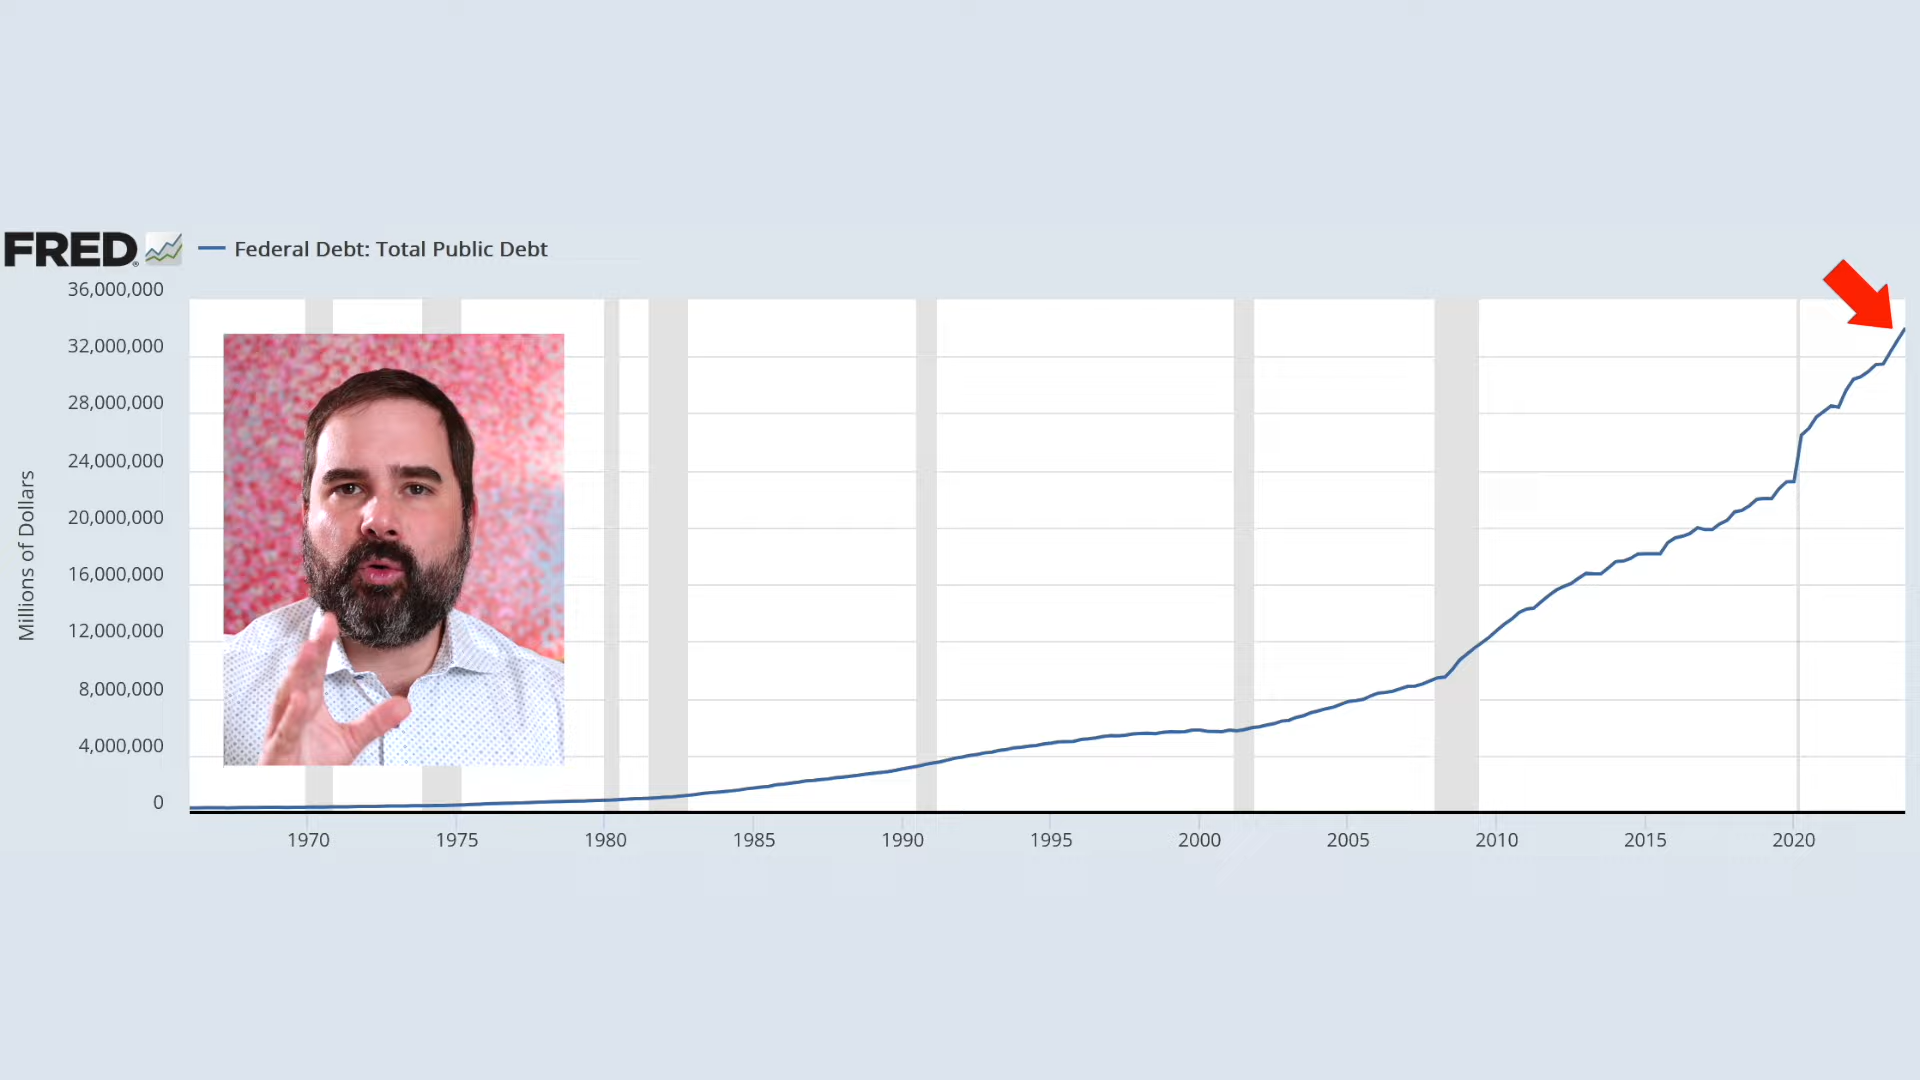 FRED
Federal Debt: Total Public Debt
36,000,000
32,000,000
28,000,000
24,000,000
20,000,000
16,000,000
12,000,000
8,000,000
4,000,000
0
Millions of Dollars
1970 1975 1980 1985 1990 1995 2000 2005 2010 2015 2020